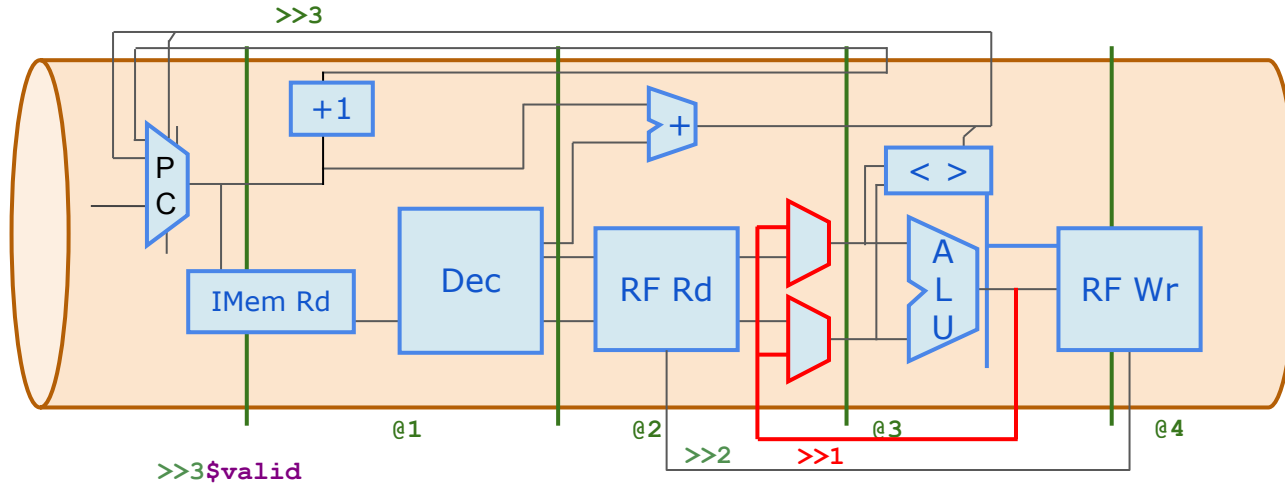 >>3
+1
+
P
C
< >
IMem Rd
Dec
RF Rd
A
L
U
RF Wr
@1
@2
@3
@4
>>2
>>1
>>3$valid